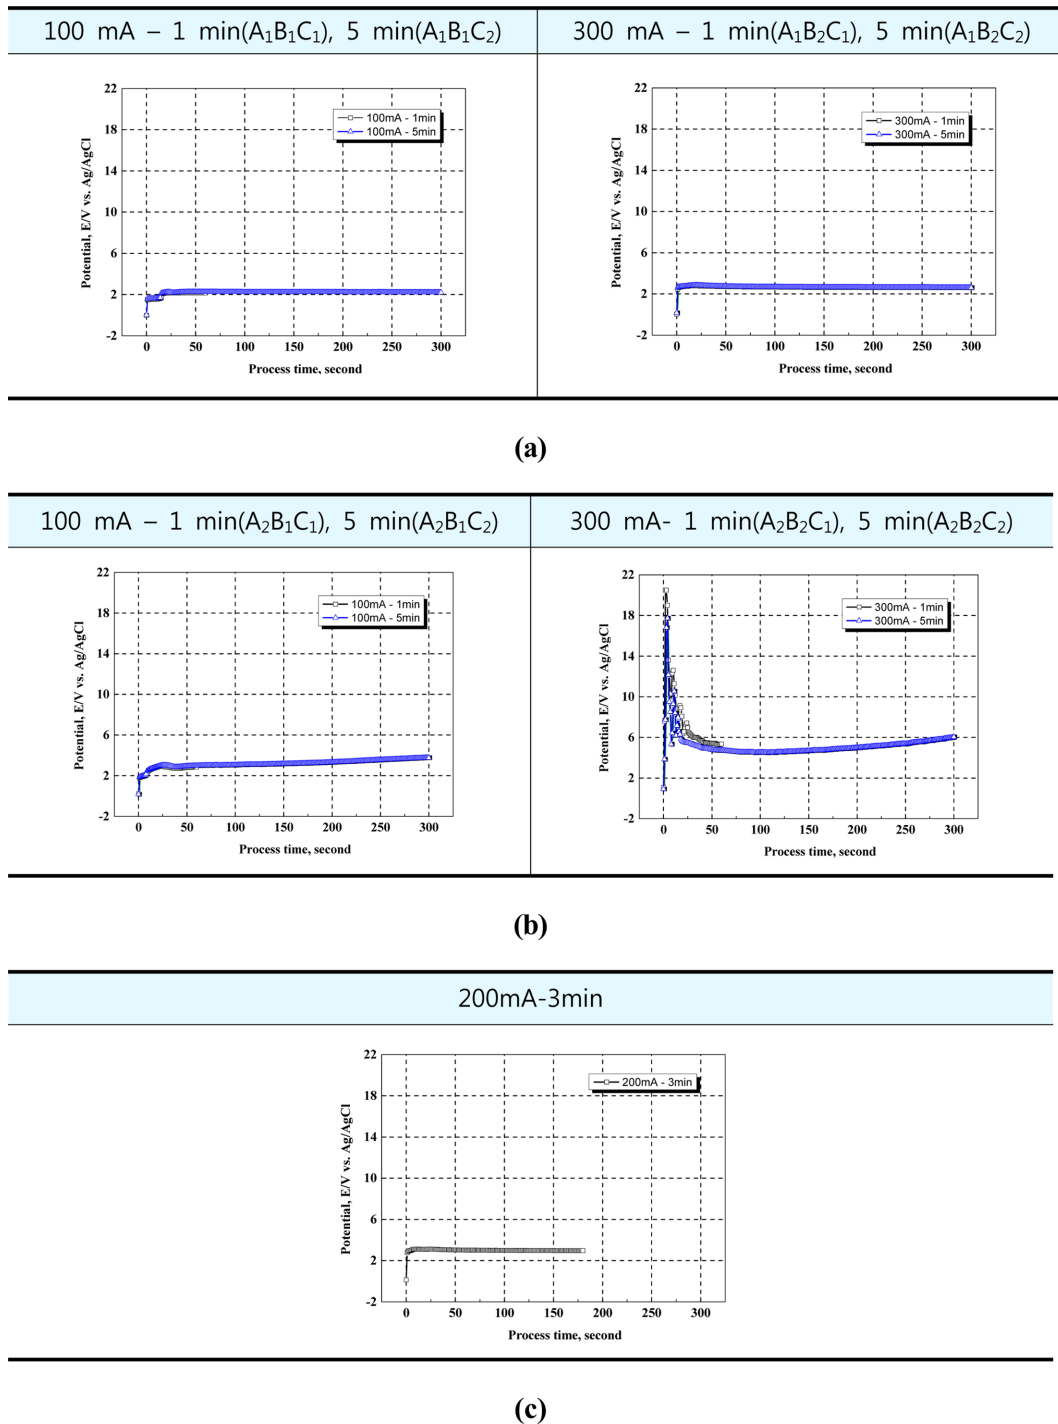 100 mA – 1 min(A₁B₁C₁), 5 min(A₁B₁C₂)
300 mA – 1 min(A₁B₂C₁), 5 min(A₁B₂C₂)
22
18
14
10
6
2
-2
Potential, E/V vs. Ag/AgCl
100mA - 1min
100mA - 5min
0 50 100 150 200 250 300
Process time, second
22
18
14
10
6
2
-2
Potential, E/V vs. Ag/AgCl
300mA - 1min
300mA - 5min
0 50 100 150 200 250 300
Process time, second
(a)
100 mA – 1 min(A₂B₁C₁), 5 min(A₂B₁C₂)
300 mA- 1 min(A₂B₂C₁), 5 min(A₂B₂C₂)
22
18
14
10
6
2
-2
Potential, E/V vs. Ag/AgCl
100mA - 1min
100mA - 5min
0 50 100 150 200 250 300
Process time, second
22
18
14
10
6
2
-2
Potential, E/V vs. Ag/AgCl
300mA - 1min
300mA - 5min
0 50 100 150 200 250 300
Process time, second
(b)
200mA-3min
22
18
14
10
6
2
-2
Potential, E/V vs. Ag/AgCl
200mA - 3min
0 50 100 150 200 250 300
Process time, second
(c)